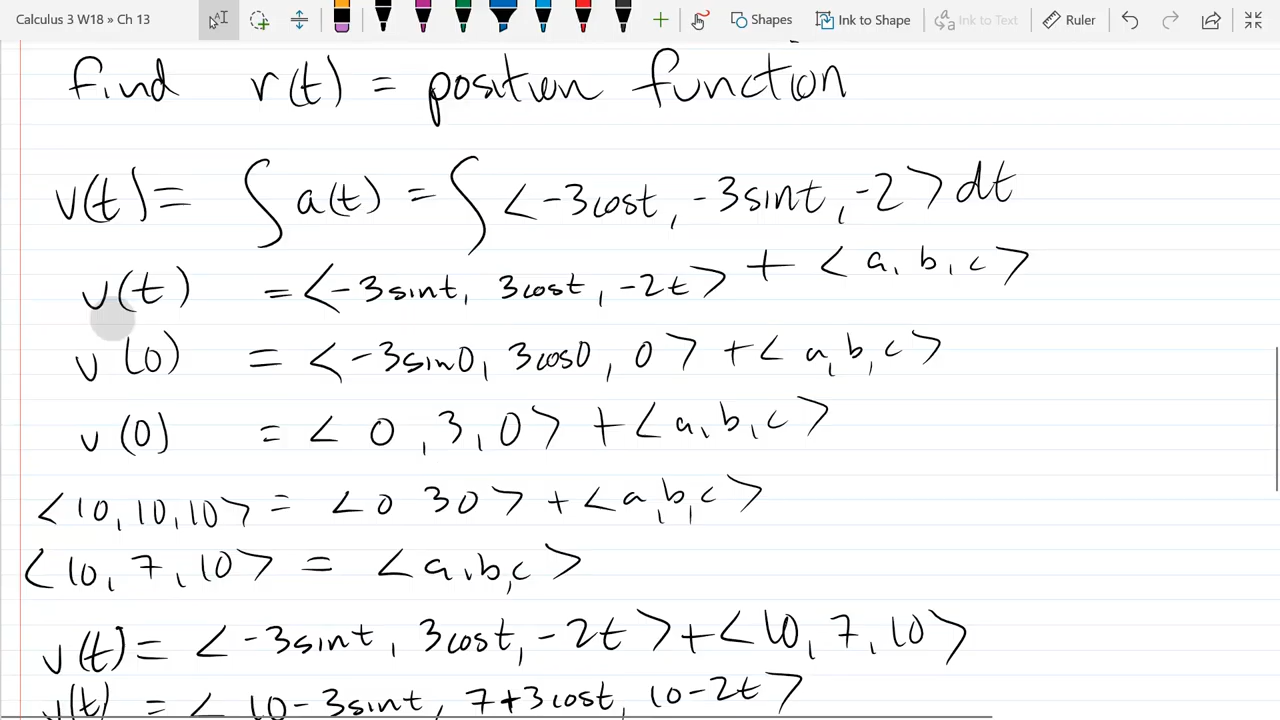 Calculus 3 W18 » Ch 13
Shapes
Ink to Shape
Ink to Text
Ruler
find r(t) = position function
v(t) = ∫ a(t) = ∫ <-3cost, -3sint, -2> dt
v(t) = <-3sint, 3cost, -2t> + <a, b, c>
v(0) = <-3sin0, 3cos0, 0> + <a, b, c>
v(0) = <0, 3, 0> + <a, b, c>
<10, 10, 10> = <0 3 0> + <a, b, c>
<10, 7, 10> = <a, b, c>
v(t) = <-3sint, 3cost, -2t> + <10, 7, 10>
v(t) = <10-3sint, 7+3cost, 10-2t>